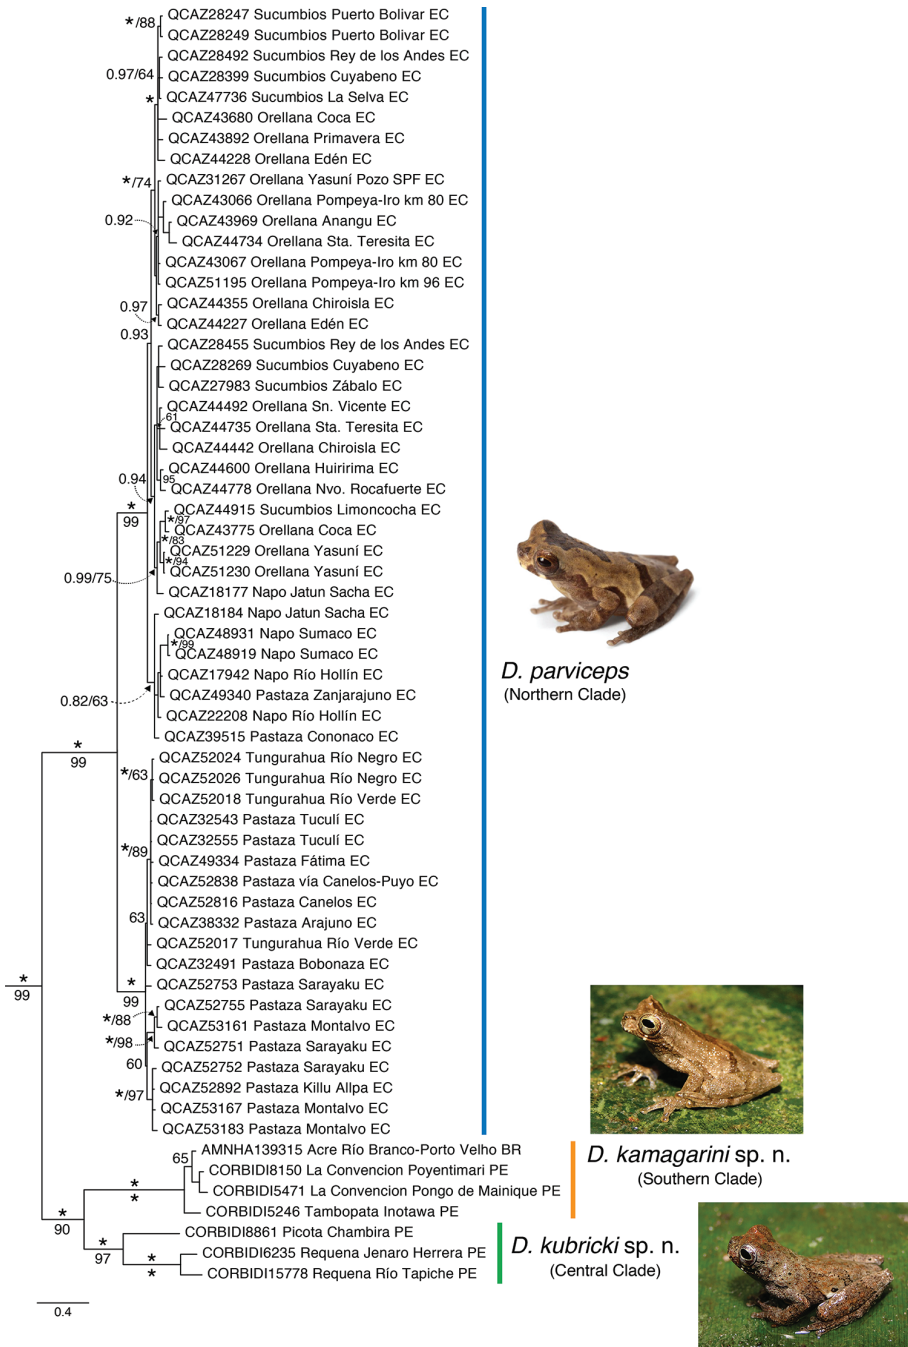 QCAZ28247 Sucumbios Puerto Bolivar EC
*/88
QCAZ28249 Sucumbios Puerto Bolivar EC
QCAZ28492 Sucumbios Rey de los Andes EC
0.97/64
QCAZ28399 Sucumbios Cuyabeno EC
QCAZ47736 Sucumbios La Selva EC
*
QCAZ43680 Orellana Coca EC
QCAZ43892 Orellana Primavera EC
QCAZ44228 Orellana Edén EC
*/74
QCAZ31267 Orellana Yasuní Pozo SPF EC
QCAZ43066 Orellana Pompeya-Iro km 80 EC
0.92
QCAZ43969 Orellana Anangu EC
QCAZ44734 Orellana Sta. Teresita EC
QCAZ43067 Orellana Pompeya-Iro km 80 EC
QCAZ51195 Orellana Pompeya-Iro km 96 EC
0.97
QCAZ44355 Orellana Chiroisla EC
QCAZ44227 Orellana Edén EC
0.93
QCAZ28455 Sucumbios Rey de los Andes EC
QCAZ28269 Sucumbios Cuyabeno EC
QCAZ27983 Sucumbios Zábalo EC
QCAZ44492 Orellana Sn. Vicente EC
61
QCAZ44735 Orellana Sta. Teresita EC
QCAZ44442 Orellana Chiroisla EC
QCAZ44600 Orellana Huiririma EC
0.94
95
QCAZ44778 Orellana Nvo. Rocafuerte EC
*
99
QCAZ44915 Sucumbios Limoncocha EC
*/97
QCAZ43775 Orellana Coca EC
*/83
QCAZ51229 Orellana Yasuní EC
*/94
QCAZ51230 Orellana Yasuní EC
0.99/75
QCAZ18177 Napo Jatun Sacha EC
QCAZ18184 Napo Jatun Sacha EC
QCAZ48931 Napo Sumaco EC
*/99
QCAZ48919 Napo Sumaco EC
QCAZ17942 Napo Río Hollín EC
0.82/63
QCAZ49340 Pastaza Zanjarajuno EC
QCAZ22208 Napo Río Hollín EC
QCAZ39515 Pastaza Cononaco EC
D. parviceps
(Northern Clade)
*
99
QCAZ52024 Tungurahua Río Negro EC
*/63
QCAZ52026 Tungurahua Río Negro EC
QCAZ52018 Tungurahua Río Verde EC
QCAZ32543 Pastaza Tuculí EC
QCAZ32555 Pastaza Tuculí EC
*/89
QCAZ49334 Pastaza Fátima EC
QCAZ52838 Pastaza vía Canelos-Puyo EC
QCAZ52816 Pastaza Canelos EC
63
QCAZ38332 Pastaza Arajuno EC
QCAZ52017 Tungurahua Río Verde EC
QCAZ32491 Pastaza Bobonaza EC
*
99
*
99
QCAZ52753 Pastaza Sarayaku EC
QCAZ52755 Pastaza Sarayaku EC
*/88
QCAZ53161 Pastaza Montalvo EC
*/98
QCAZ52751 Pastaza Sarayaku EC
60
QCAZ52752 Pastaza Sarayaku EC
QCAZ52892 Pastaza Killu Allpa EC
*/97
QCAZ53167 Pastaza Montalvo EC
QCAZ53183 Pastaza Montalvo EC
AMNHA139315 Acre Río Branco-Porto Velho BR
65
CORBIDI8150 La Convencion Poyentimari PE
*
*
CORBIDI5471 La Convencion Pongo de Mainique PE
CORBIDI5246 Tambopata Inotawa PE
D. kamagarini sp. n.
(Southern Clade)
*
90
CORBIDI8861 Picota Chambira PE
*
97
CORBIDI6235 Requena Jenaro Herrera PE
*
*
CORBIDI15778 Requena Río Tapiche PE
D. kubricki sp. n.
(Central Clade)
0.4